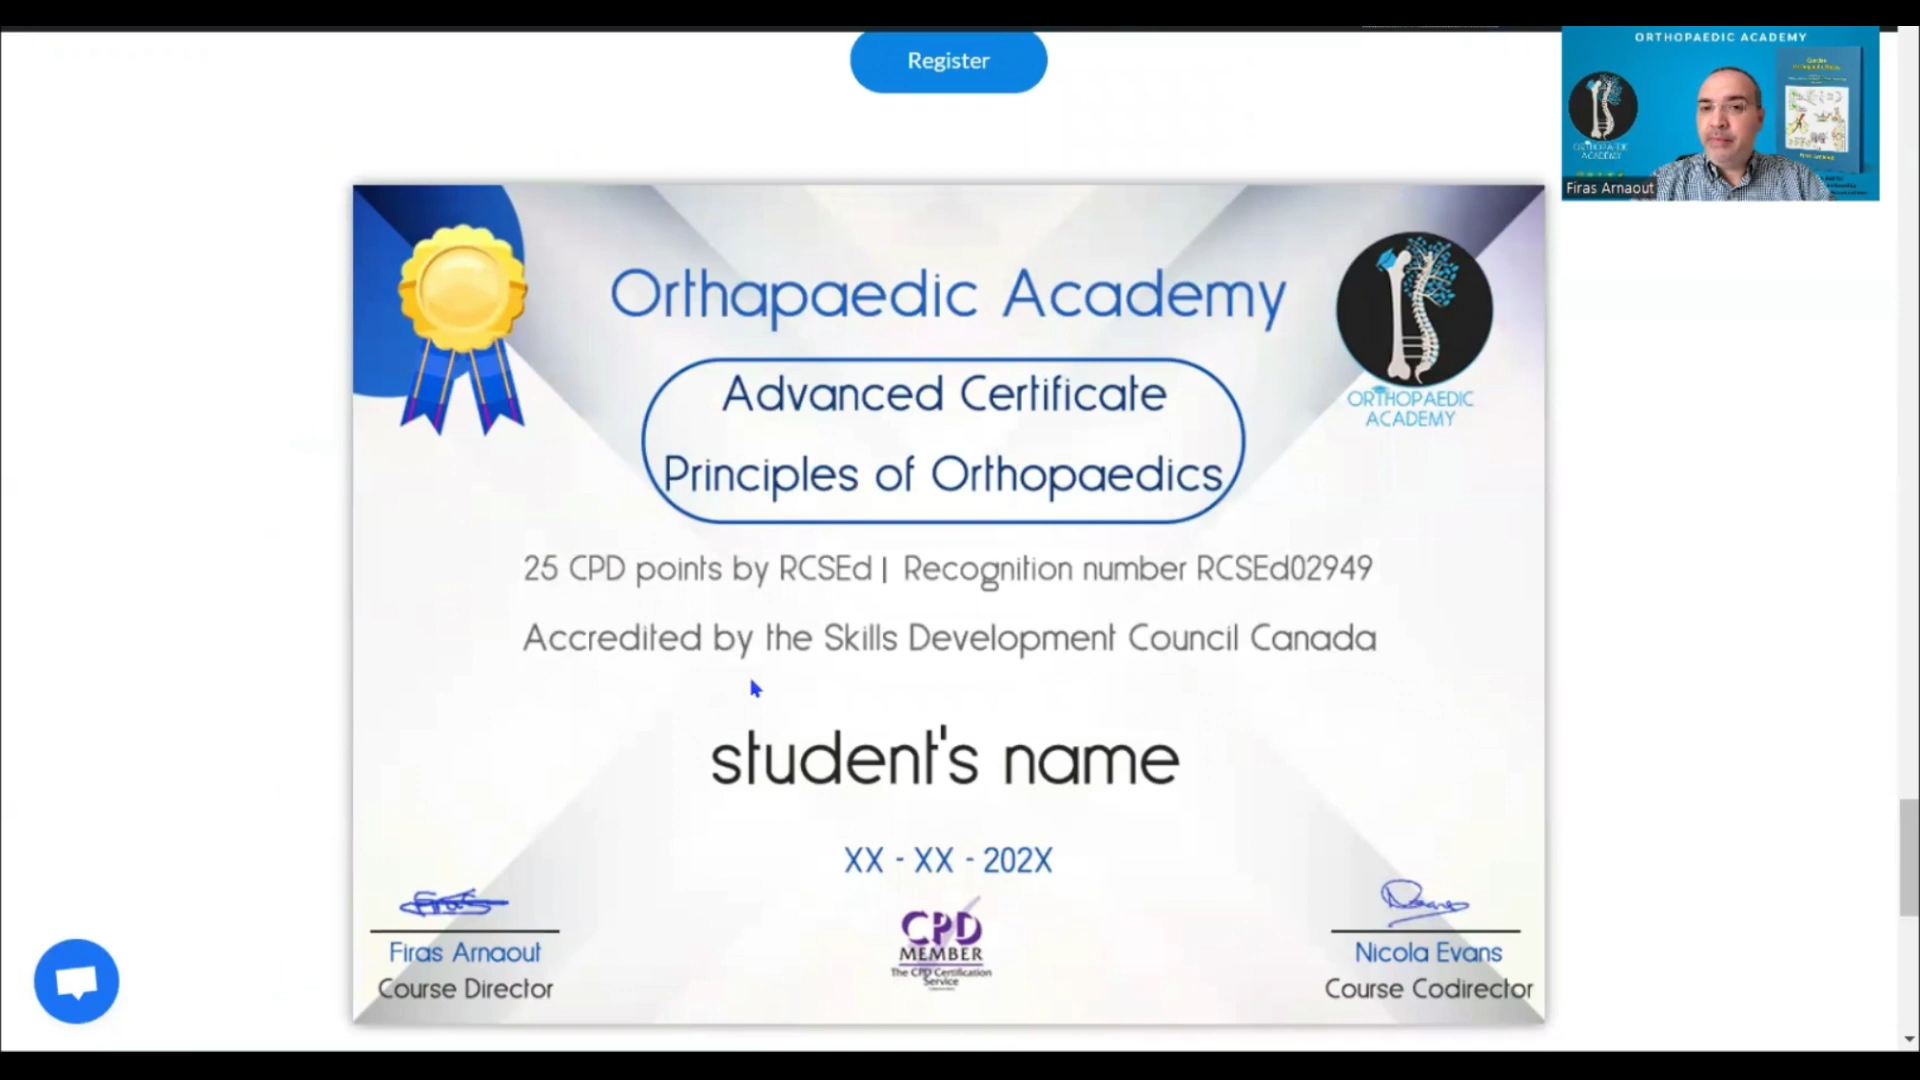 Register
ORTHOPAEDIC ACADEMY
ORTHOPAEDIC
ACADEMY
Firas Arnaout
Orthapaedic Academy
Advanced Certificate
Principles of Orthopaedics
ORTHOPAEDIC
ACADEMY
25 CPD points by RCSEd | Recognition number RCSEd02949
Accredited by the Skills Development Council Canada
student's name
XX - XX - 202X
Firas Arnaout
Course Director
CPD
MEMBER
The CPD Certification
Service
Nicola Evans
Course Codirector